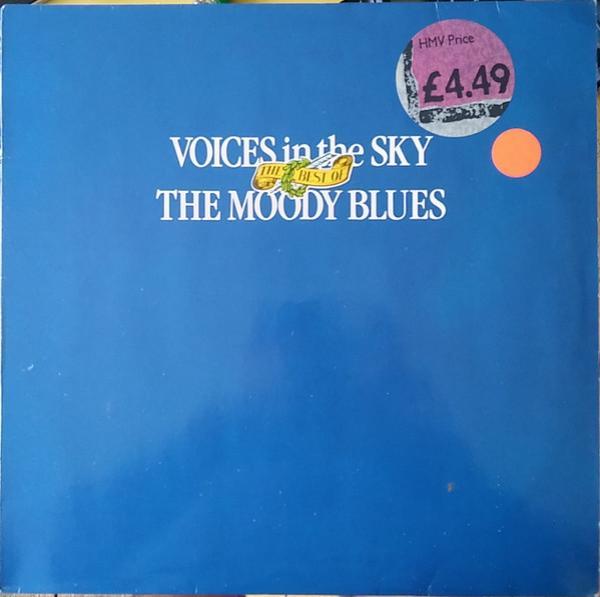 HMV Price
£4.49
VOICES in the SKY
THE BEST OF
THE MOODY BLUES